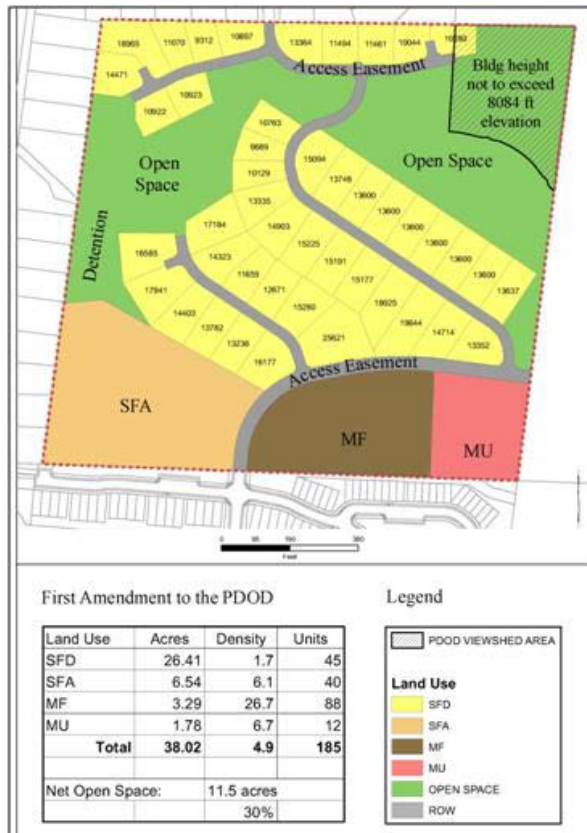 18965
11070
9312
10897
13364
11494
11461
10044
14471
10922
10923
Access Easement
Bldg height
not to exceed
8084 ft
elevation
Open
Space
Open Space
Detention
10763
9689
10129
13335
17184
14903
14323
15225
11659
15191
12671
15177
15280
18025
25621
14714
13352
15094
13746
13600
13600
13600
13600
13600
13600
13637
16585
17941
14403
13782
13236
16177
Access Easement
SFA
MF
MU
0
380
Feet
First Amendment to the PDOD
Land Use Acres Density Units
SFD 26.41 1.7 45
SFA 6.54 6.1 40
MF 3.29 26.7 88
MU 1.78 6.7 12
Total 38.02 4.9 185
Net Open Space: 11.5 acres
30%
Legend
PDOD VIEWSHED AREA
Land Use
SFD
SFA
MF
MU
OPEN SPACE
ROW